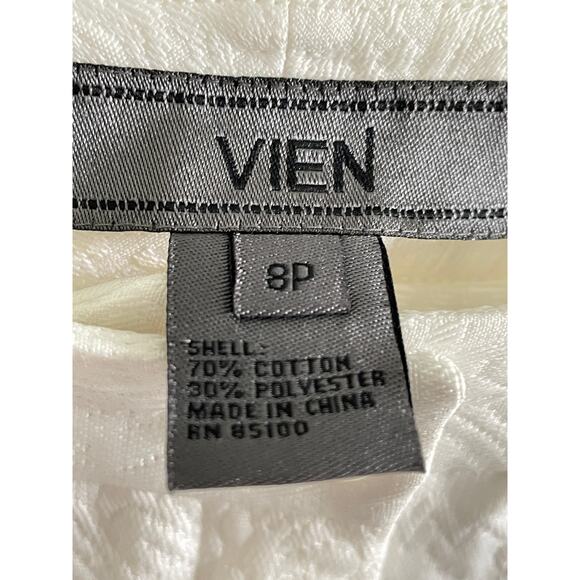 VIEN
8P
SHELL:
70% COTTON
30% POLYESTER
MADE IN CHINA
RN 85100